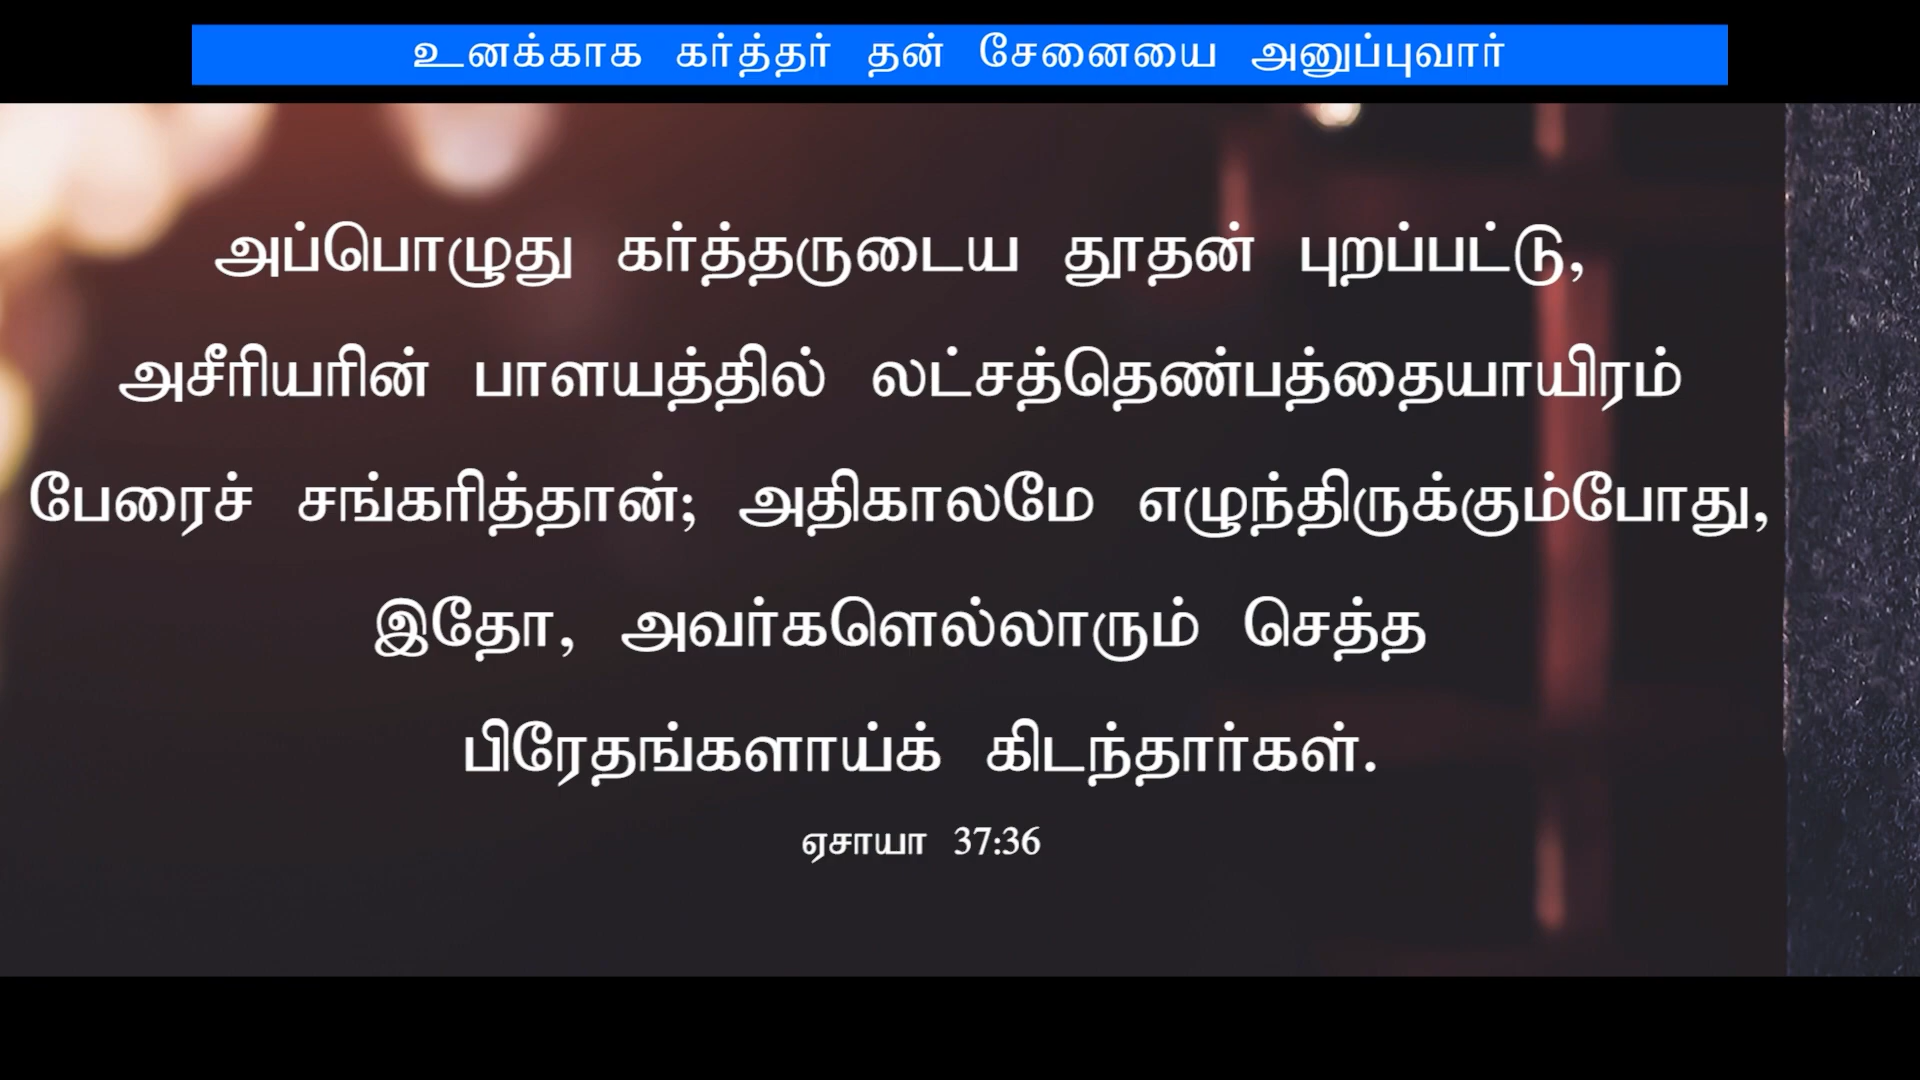 உனக்காக கர்த்தர் தன் சேனையை அனுப்புவார்
அப்பொழுது கர்த்தருடைய தூதன் புறப்பட்டு,
அசீரியரின் பாளயத்தில் லட்சத்தெண்பத்தையாயிரம்
பேரைச் சங்கரித்தான்; அதிகாலமே எழுந்திருக்கும்போது,
இதோ, அவர்களெல்லாரும் செத்த
பிரேதங்களாய்க் கிடந்தார்கள்.
ஏசாயா 37:36